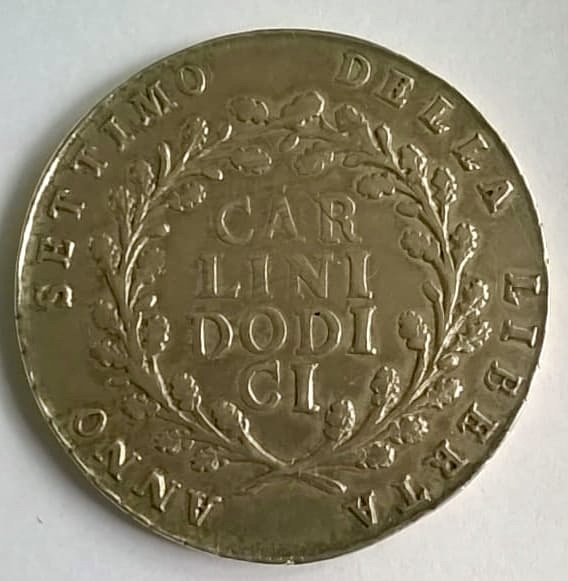 ANNO SETTIMO DELLA LIBERTA
CAR
LINI
DODI
CI